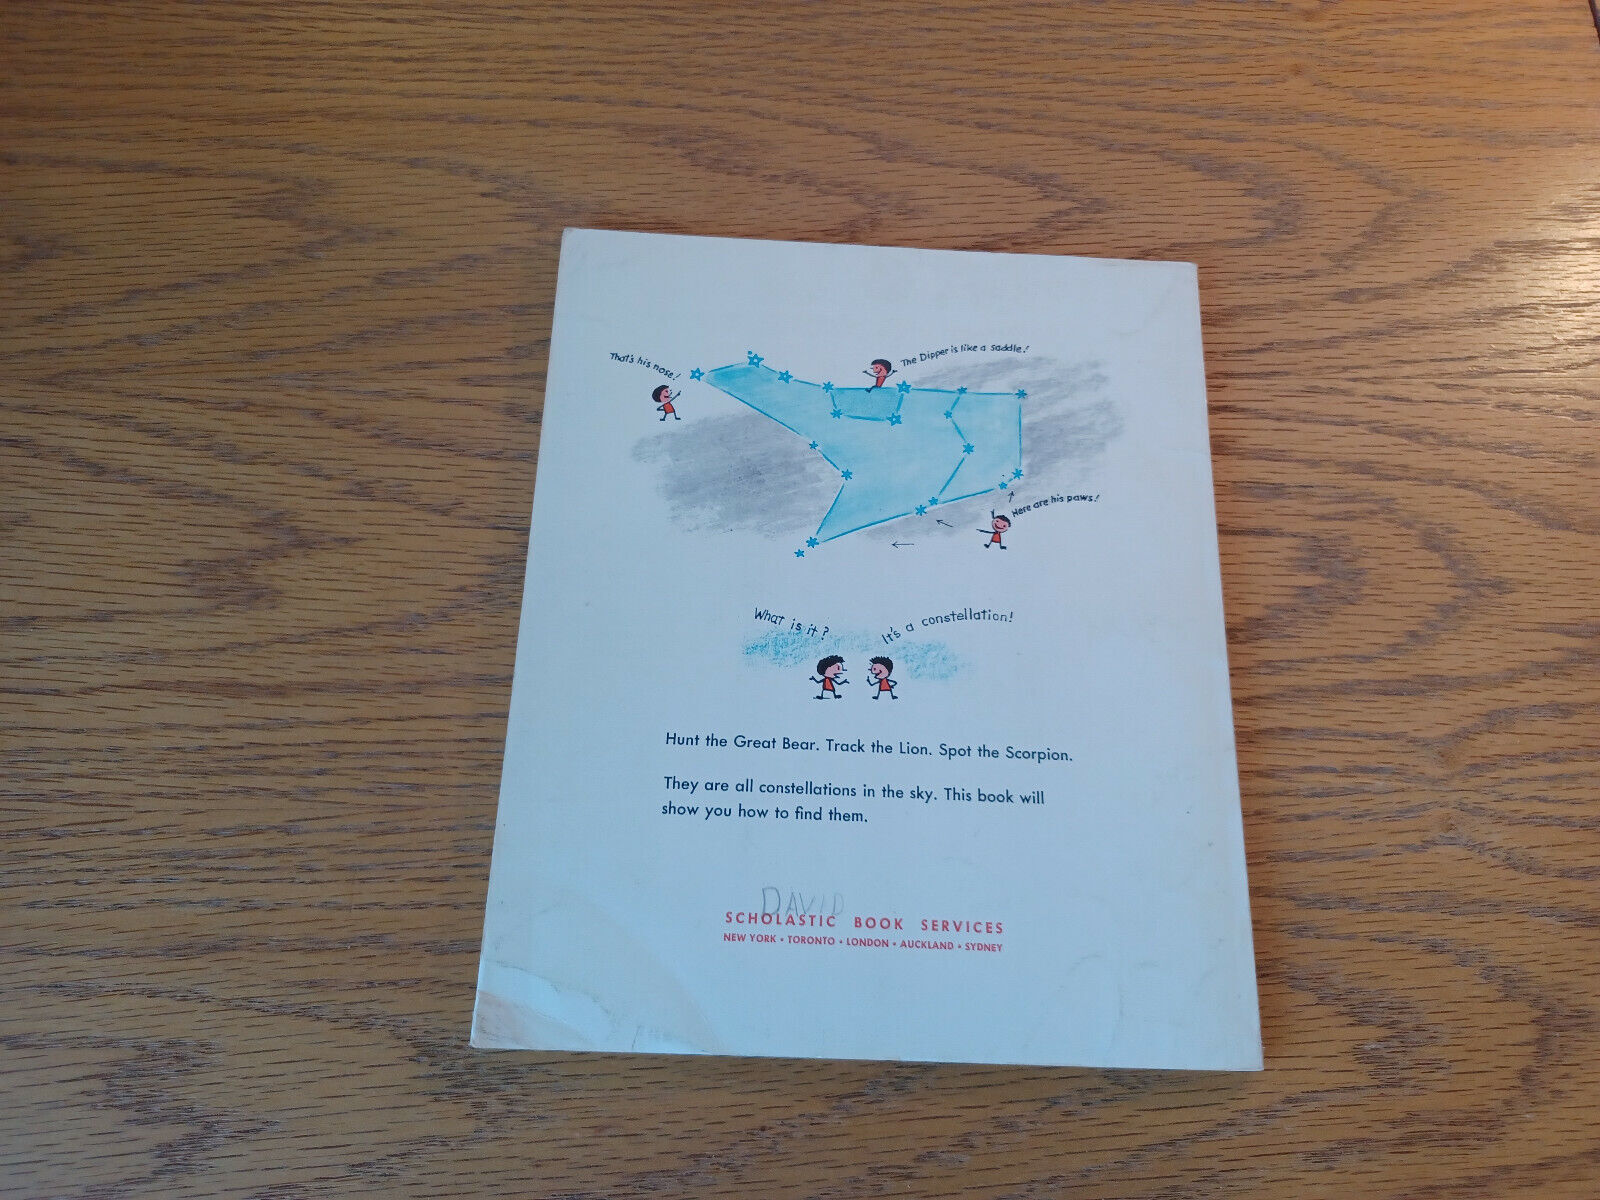 That's his nose!
The Dipper is like a saddle!
Here are his paws!
What is it?
It's a constellation!
Hunt the Great Bear. Track the Lion. Spot the Scorpion.
They are all constellations in the sky. This book will
show you how to find them.
DAVID
SCHOLASTIC BOOK SERVICES
NEW YORK • TORONTO • LONDON • AUCKLAND • SYDNEY